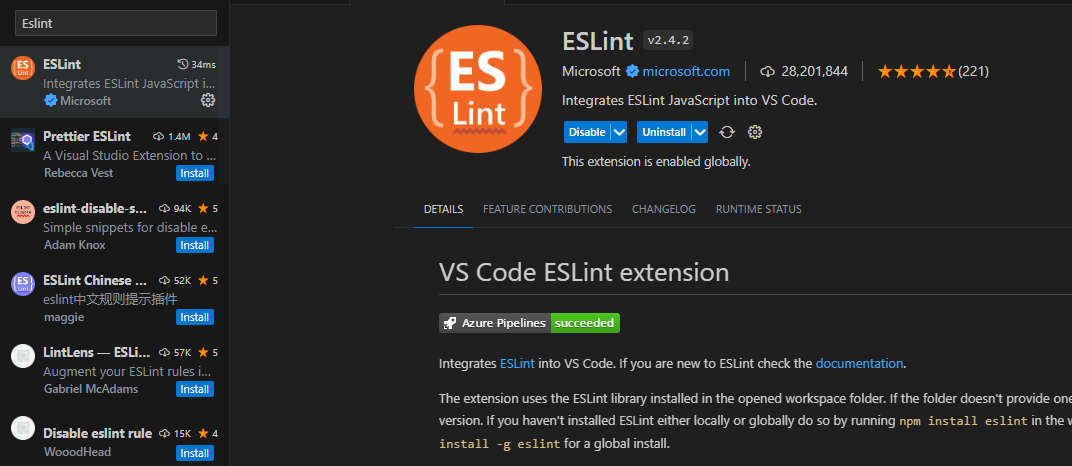 Eslint
ESLint 34ms
Integrates ESLint JavaScript i...
Microsoft
Prettier ESLint 1.4M ★ 4
A Visual Studio Extension to ...
Rebecca Vest Install
eslint-disable-s... 94K ★ 5
Simple snippets for disable e...
Adam Knox Install
ESLint Chinese ... 52K ★ 5
eslint中文规则提示插件
maggie Install
LintLens — ESLi... 57K ★ 5
Augment your ESLint rules i...
Gabriel McAdams Install
Disable eslint rule 15K ★ 4
WooodHead Install
ES
Lint
ESLint v2.4.2
Microsoft microsoft.com 28,201,844 ★★★★★(221)
Integrates ESLint JavaScript into VS Code.
Disable Uninstall
This extension is enabled globally.
DETAILS FEATURE CONTRIBUTIONS CHANGELOG RUNTIME STATUS
VS Code ESLint extension
Azure Pipelines succeeded
Integrates ESLint into VS Code. If you are new to ESLint check the documentation.
The extension uses the ESLint library installed in the opened workspace folder. If the folder doesn't provide one
version. If you haven't installed ESLint either locally or globally do so by running npm install eslint in the w
install -g eslint for a global install.